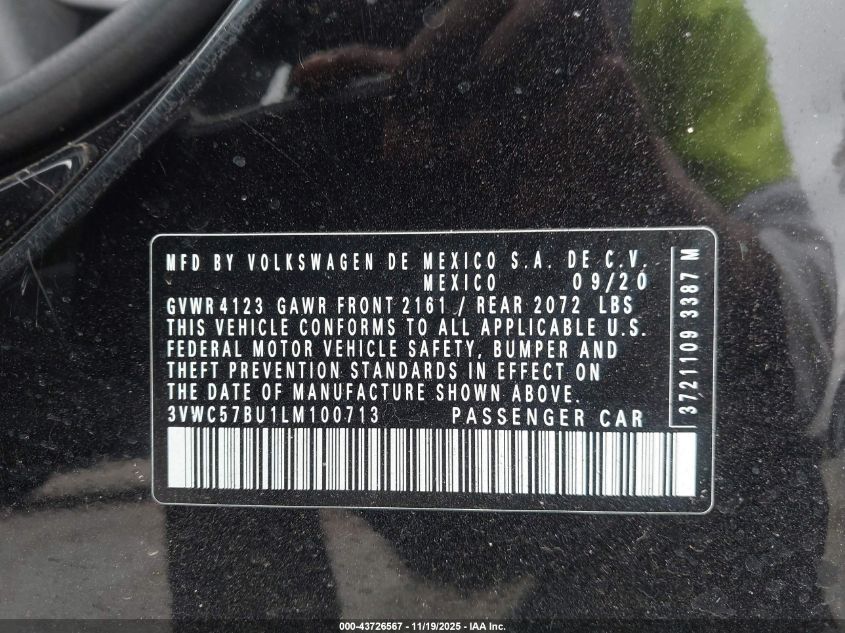 MFD BY VOLKSWAGEN DE MEXICO S.A. DE C.V.
MEXICO 09/20
GVWR 4123 GAWR FRONT 2161 / REAR 2072 LBS
THIS VEHICLE CONFORMS TO ALL APPLICABLE U.S.
FEDERAL MOTOR VEHICLE SAFETY, BUMPER AND
THEFT PREVENTION STANDARDS IN EFFECT ON
THE DATE OF MANUFACTURE SHOWN ABOVE.
3VWC57BU1LM100713 PASSENGER CAR
3721109 3387 M
000-43726567 - 11/19/2025 - IAA Inc.